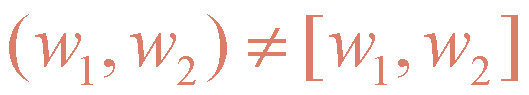 (w₁, w₂) ≠ [w₁, w₂]